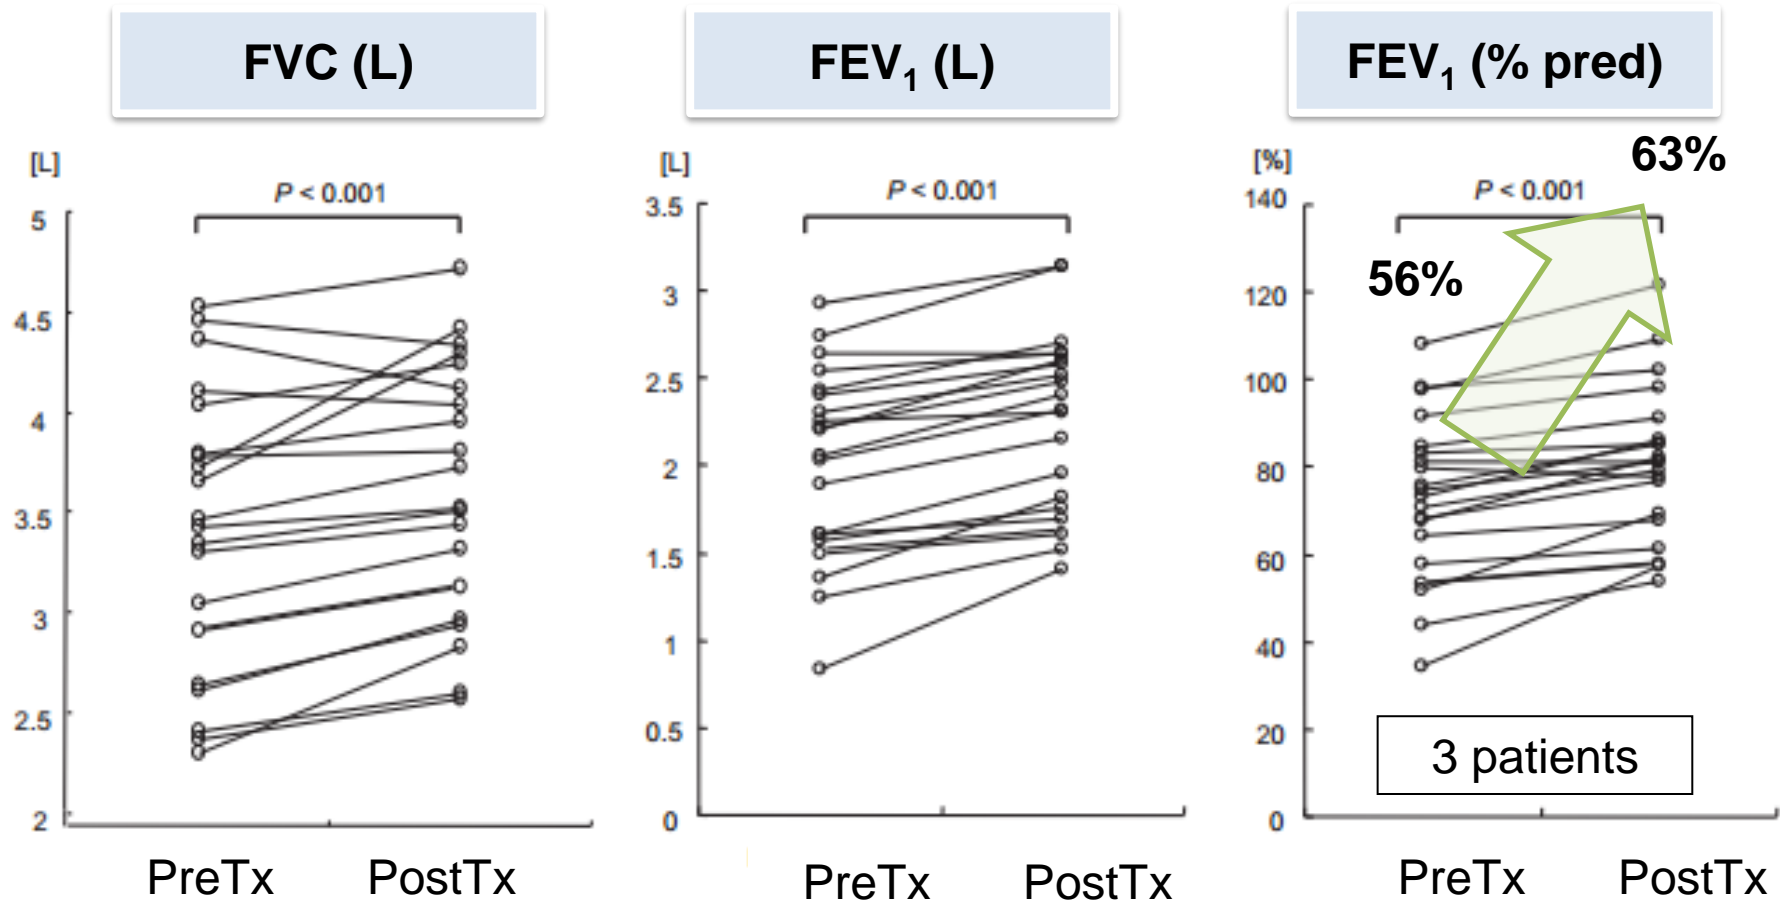 FVC (L)
FEV₁ (L)
FEV₁ (% pred)
[L]
P < 0.001
5
4.5
4
3.5
3
2.5
2
PreTx PostTx
[L]
P < 0.001
3.5
3
2.5
2
1.5
1
0.5
0
PreTx PostTx
[%]
63%
P < 0.001
56%
140
120
100
80
60
40
20
0
3 patients
PreTx PostTx